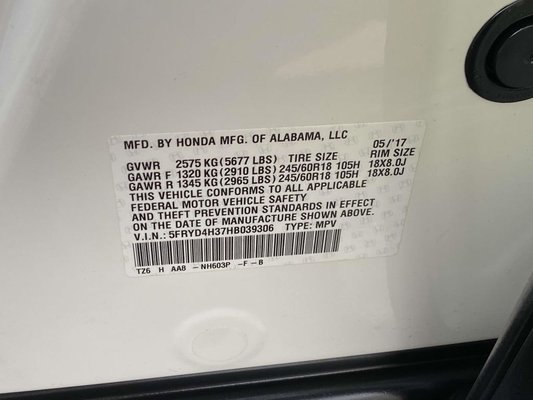 MFD. BY HONDA MFG. OF ALABAMA, LLC 05/'17
GVWR 2575 KG(5677 LBS) TIRE SIZE RIM SIZE
GAWR F 1320 KG(2910 LBS) 245/60R18 105H 18X8.0J
GAWR R 1345 KG(2965 LBS) 245/60R18 105H 18X8.0J
THIS VEHICLE CONFORMS TO ALL APPLICABLE
FEDERAL MOTOR VEHICLE SAFETY
AND THEFT PREVENTION STANDARDS IN EFFECT
ON THE DATE OF MANUFACTURE SHOWN ABOVE.
V.I.N.: 5FRYD4H37HB039306 TYPE: MPV
TZ6 H AA8 -NH603P -F-B